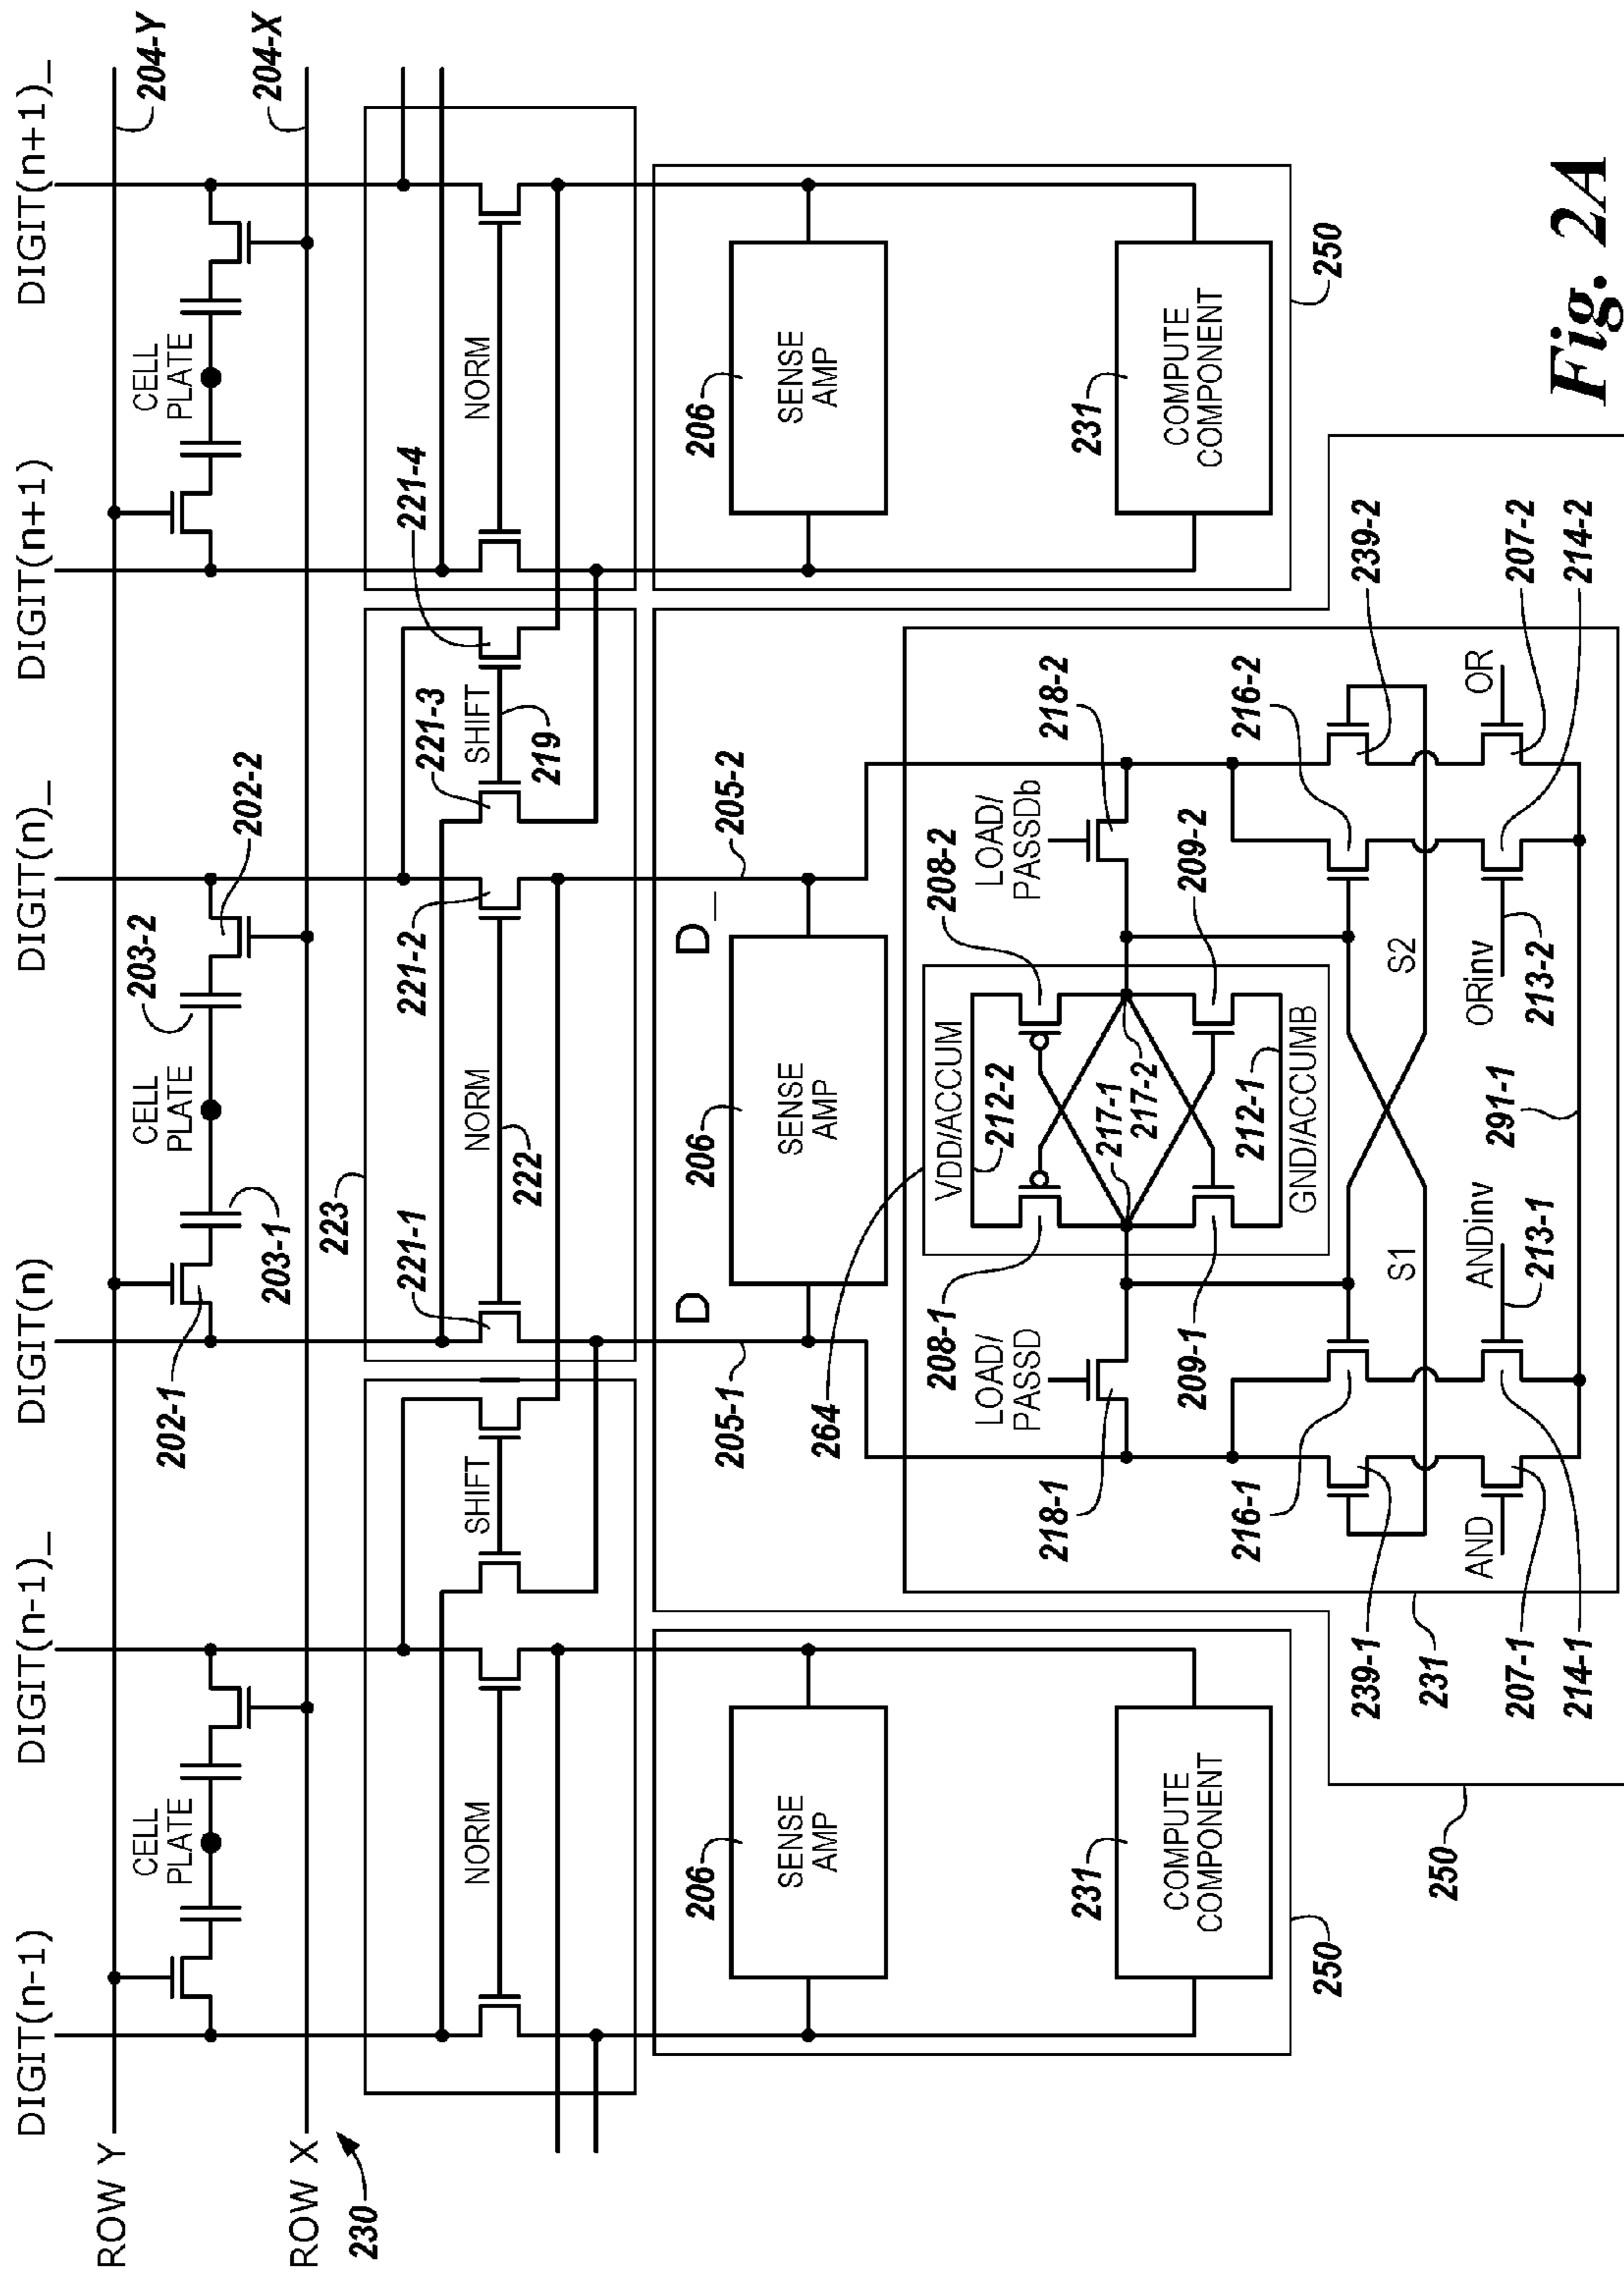 DIGIT(n-1)
DIGIT(n-1)_
DIGIT(n)
DIGIT(n)_
DIGIT(n+1)
DIGIT(n+1)_
ROW Y
204-Y
CELL
PLATE
202-1
203-1
CELL
PLATE
203-2
202-2
CELL
PLATE
ROW X
204-X
230
223
NORM
SHIFT
221-1
NORM
222
221-2
221-3
SHIFT
219
221-4
NORM
205-1
D
D_
205-2
206
SENSE
AMP
206
SENSE
AMP
206
SENSE
AMP
264
231
COMPUTE
COMPONENT
250
231
COMPUTE
COMPONENT
250
LOAD/
PASSD
218-1
208-1
VDD/ACCUM
212-2
208-2
LOAD/
PASSDb
218-2
217-1
217-2
209-1
209-2
212-1
GND/ACCUMB
216-1
216-2
239-1
S1
S2
239-2
231
AND
207-1
ANDinv
213-1
214-1
291-1
ORinv
213-2
OR
207-2
214-2
250
Fig. 2A